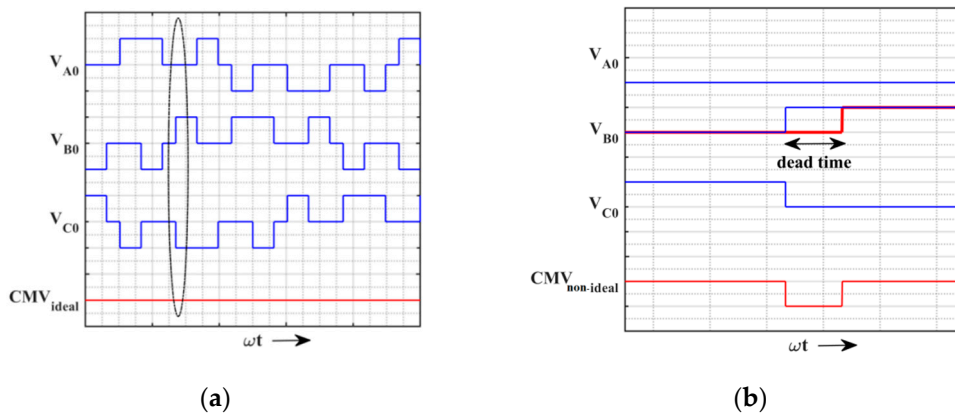 V_A0
V_B0
V_C0
CMV_ideal
ωt
(a)
V_A0
V_B0
dead time
V_C0
CMV_non-ideal
ωt
(b)